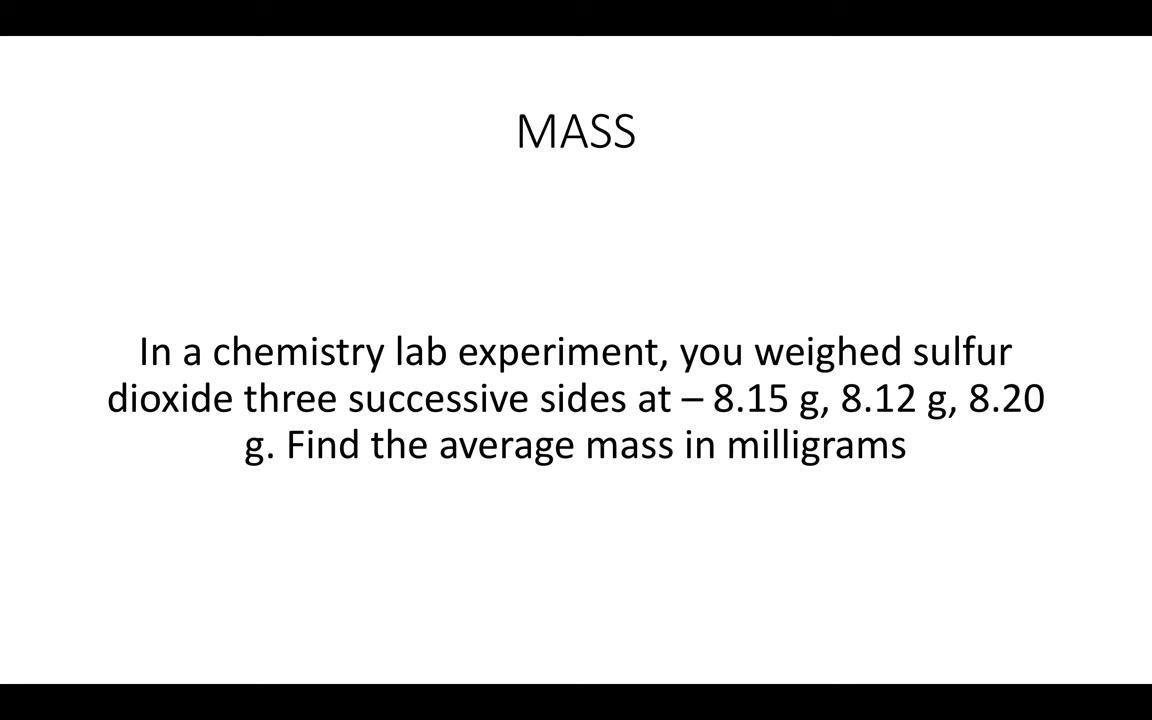 MASS
In a chemistry lab experiment, you weighed sulfur
dioxide three successive sides at – 8.15 g, 8.12 g, 8.20
g. Find the average mass in milligrams